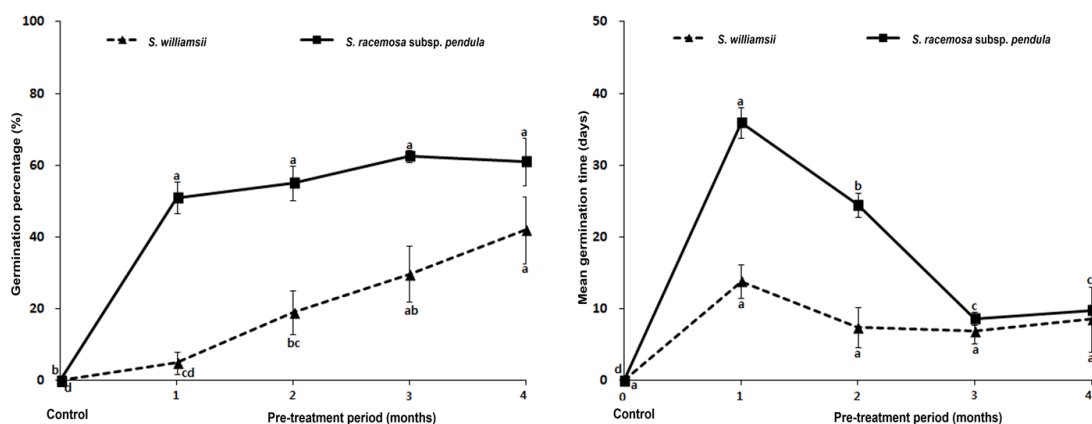 100
80
60
40
20
0
Germination percentage (%)
S. williamsii
S. racemosa subsp. pendula
b
d
a
cd
a
bc
a
ab
a
a
1
2
3
4
Control
Pre-treatment period (months)
50
40
30
20
10
0
Mean germination time (days)
S. williamsii
S. racemosa subsp. pendula
d
a
a
a
b
a
c
a
c
a
0
1
2
3
4
Control
Pre-treatment period (months)